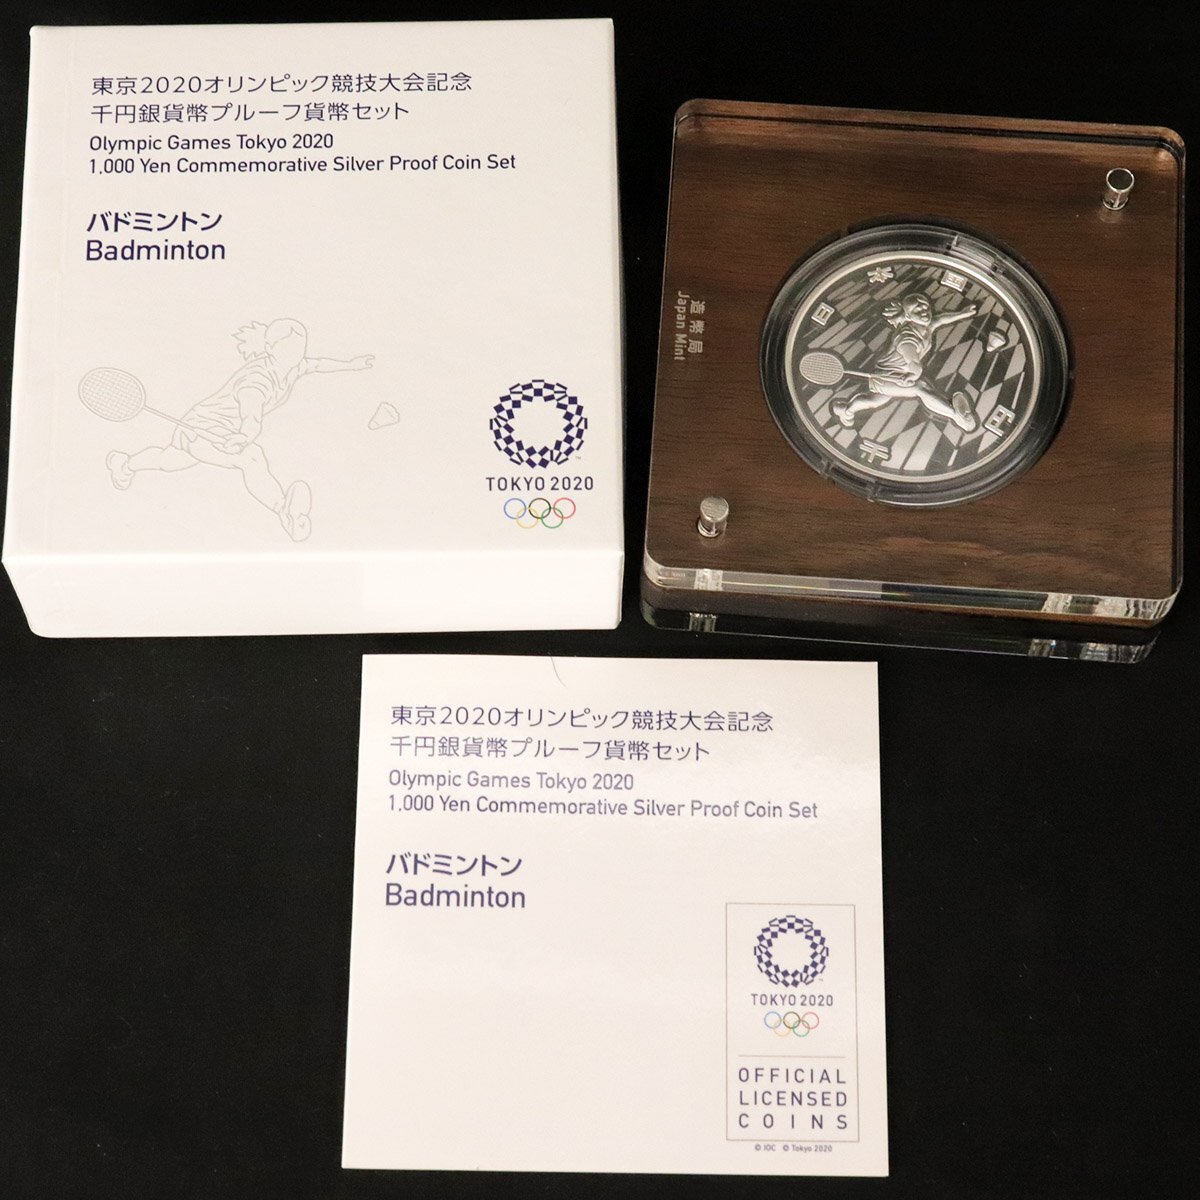 東京2020オリンピック競技大会記念
千円銀貨幣プルーフ貨幣セット
Olympic Games Tokyo 2020
1,000 Yen Commemorative Silver Proof Coin Set
バドミントン
Badminton
TM
TOKYO 2020
造幣局
Japan Mint
日本国
千円
東京2020オリンピック競技大会記念
千円銀貨幣プルーフ貨幣セット
Olympic Games Tokyo 2020
1,000 Yen Commemorative Silver Proof Coin Set
バドミントン
Badminton
TOKYO 2020
OFFICIAL
LICENSED
COINS
© IOC © Tokyo 2020